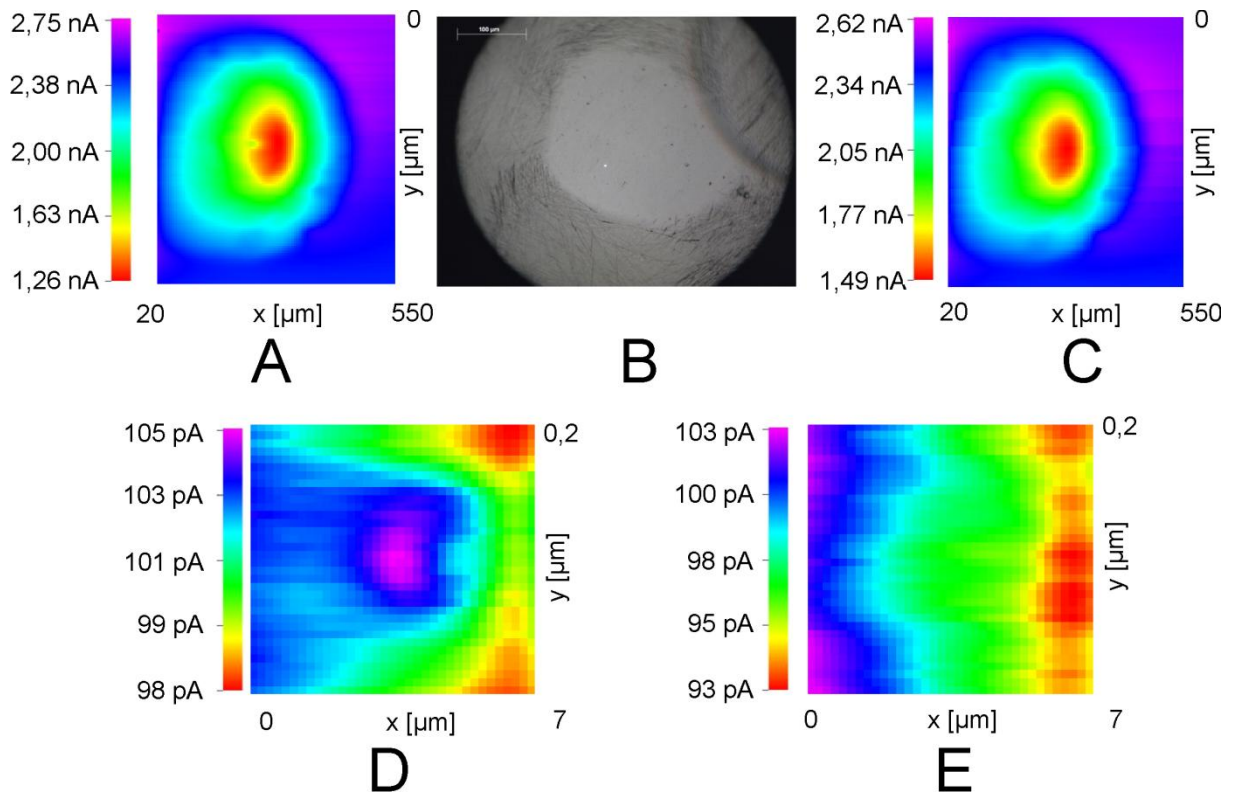 2,75 nA
2,38 nA
2,00 nA
1,63 nA
1,26 nA
0
y [µm]
20
x [µm]
550
A
100 µm
B
2,62 nA
2,34 nA
2,05 nA
1,77 nA
1,49 nA
0
y [µm]
20
x [µm]
550
C
105 pA
103 pA
101 pA
99 pA
98 pA
0,2
y [µm]
0
x [µm]
7
D
103 pA
100 pA
98 pA
95 pA
93 pA
0,2
y [µm]
0
x [µm]
7
E